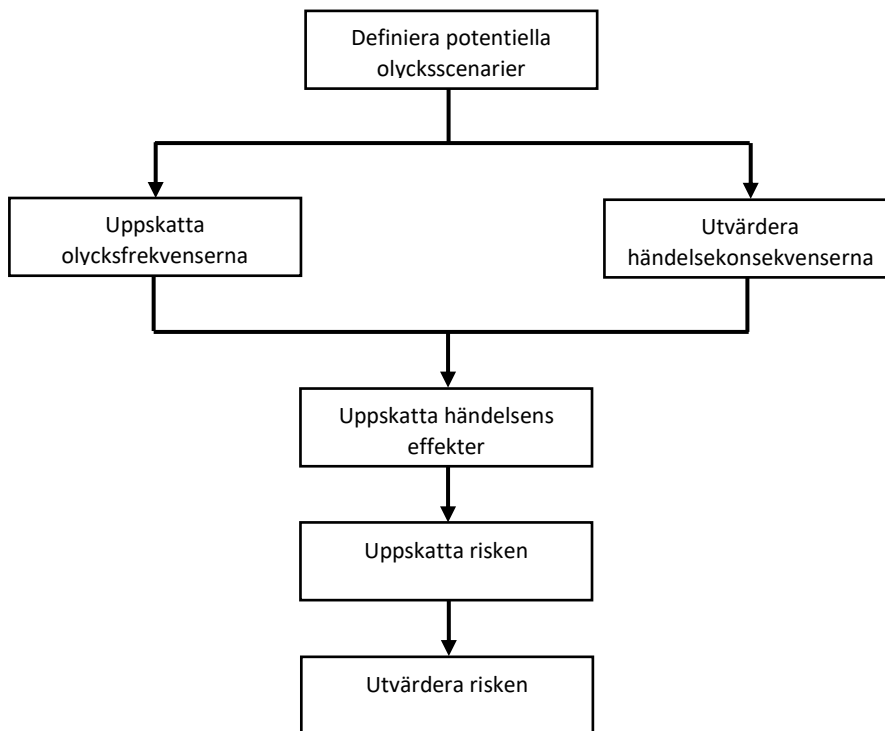 Definiera potentiella
olycksscenarier
Uppskatta
olycksfrekvenserna
Utvärdera
händelsekonsekvenserna
Uppskatta händelsens
effekter
Uppskatta risken
Utvärdera risken